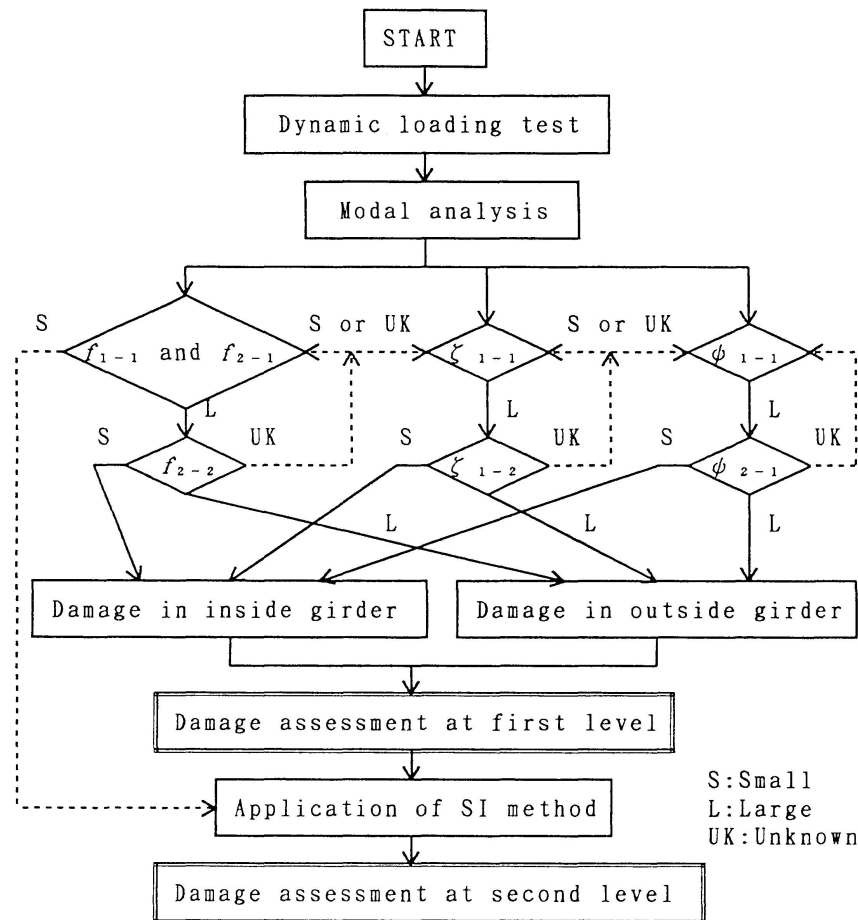 START
Dynamic loading test
Modal analysis
S
S or UK
S or UK
f₁₋₁ and f₂₋₁
ζ₁₋₁
ψ₁₋₁
L
L
L
S
UK
S
UK
S
UK
f₂₋₂
ζ₁₋₂
ψ₂₋₁
L
L
L
Damage in inside girder
Damage in outside girder
Damage assessment at first level
S:Small
Application of SI method
L:Large
UK:Unknown
Damage assessment at second level